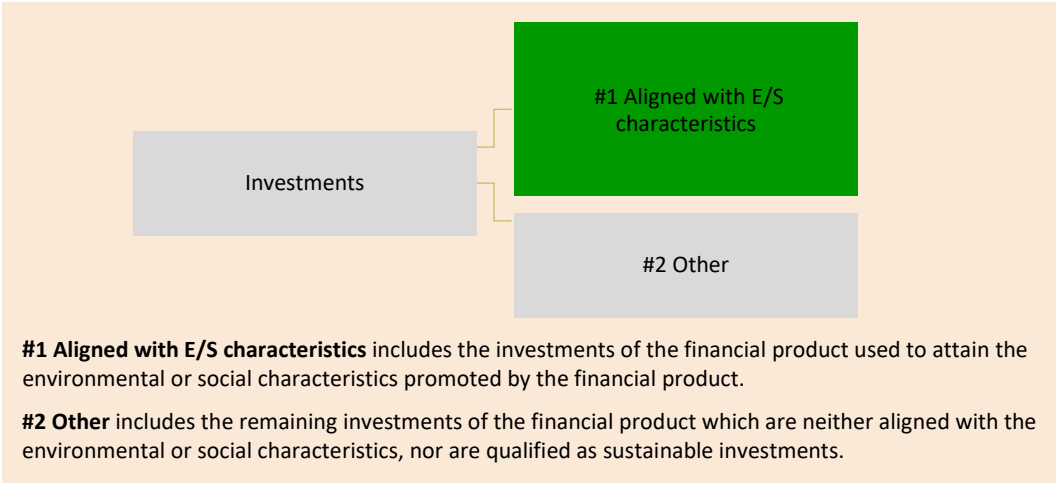 #1 Aligned with E/S
characteristics
Investments
#2 Other
#1 Aligned with E/S characteristics includes the investments of the financial product used to attain the
environmental or social characteristics promoted by the financial product.
#2 Other includes the remaining investments of the financial product which are neither aligned with the
environmental or social characteristics, nor are qualified as sustainable investments.